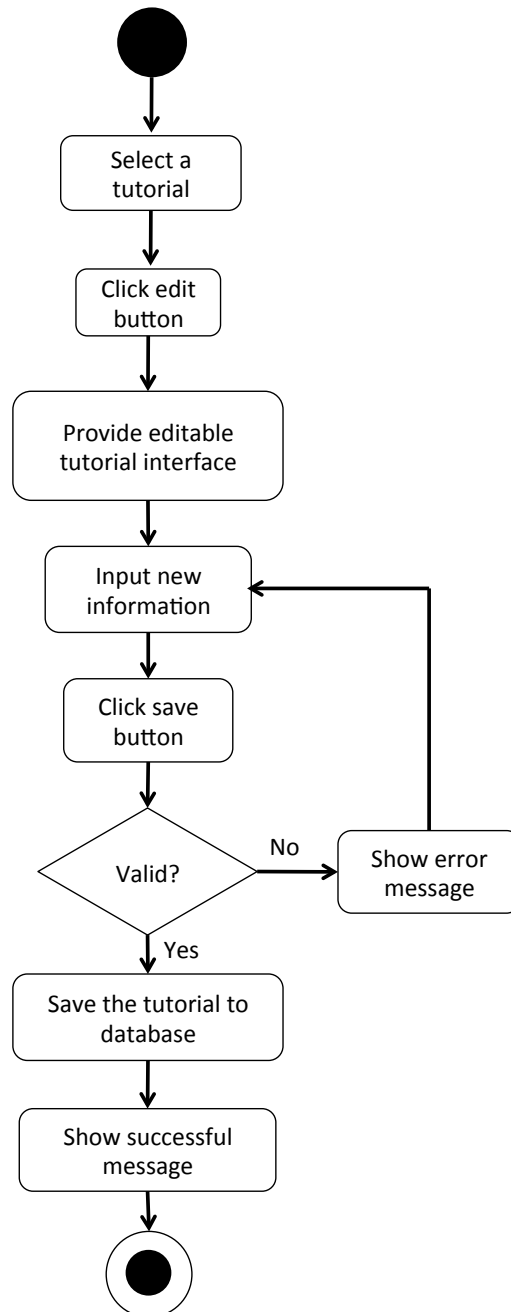 Select a
tutorial
Click edit
button
Provide editable
tutorial interface
Input new
information
Click save
button
Valid?
No
Show error
message
Yes
Save the tutorial to
database
Show successful
message